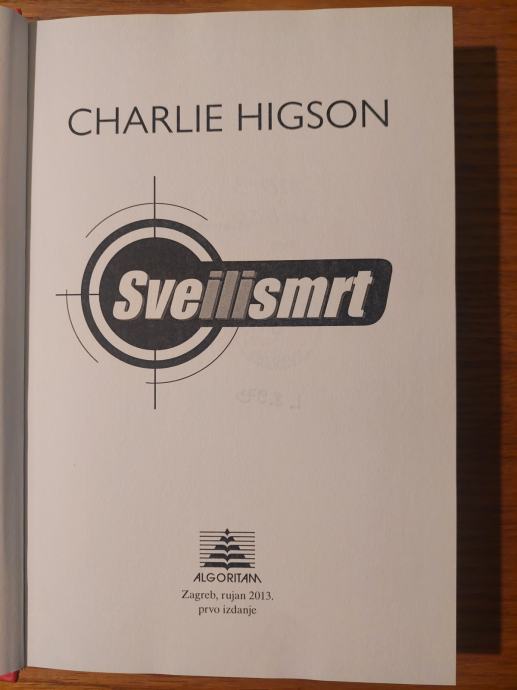 CHARLIE HIGSON
Sveilismrt
ALGORITAM
Zagreb, rujan 2013.
prvo izdanje